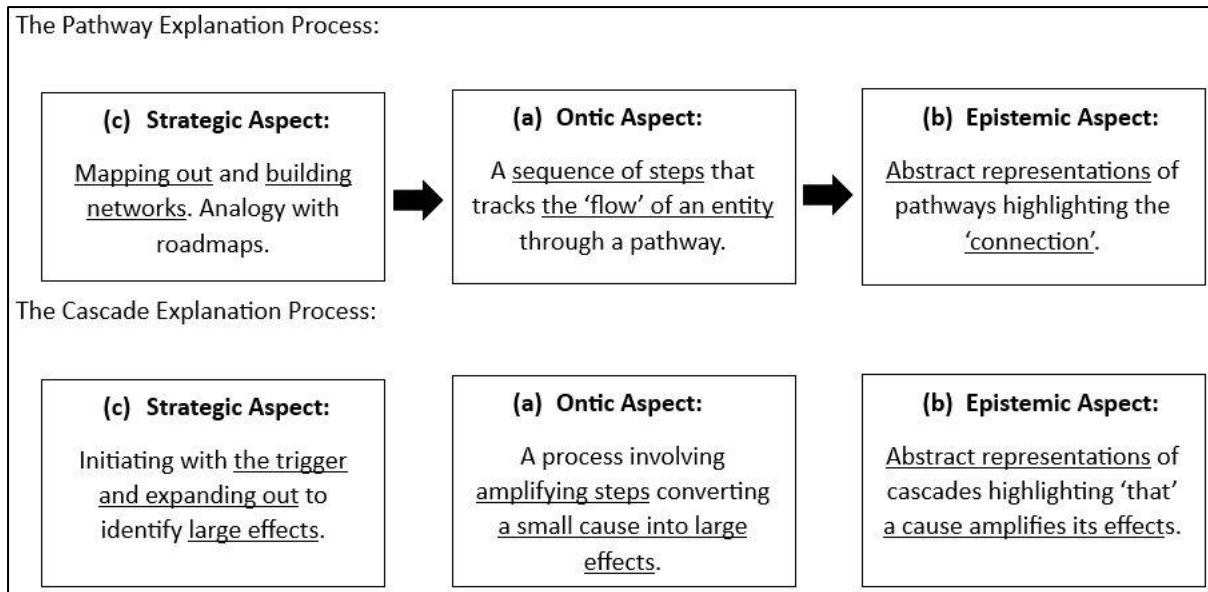 The Pathway Explanation Process:
(c) Strategic Aspect:
Mapping out and building
networks. Analogy with
roadmaps.
(a) Ontic Aspect:
A sequence of steps that
tracks the ‘flow’ of an entity
through a pathway.
(b) Epistemic Aspect:
Abstract representations of
pathways highlighting the
‘connection’.
The Cascade Explanation Process:
(c) Strategic Aspect:
Initiating with the trigger
and expanding out to
identify large effects.
(a) Ontic Aspect:
A process involving
amplifying steps converting
a small cause into large
effects.
(b) Epistemic Aspect:
Abstract representations of
cascades highlighting ‘that’
a cause amplifies its effects.